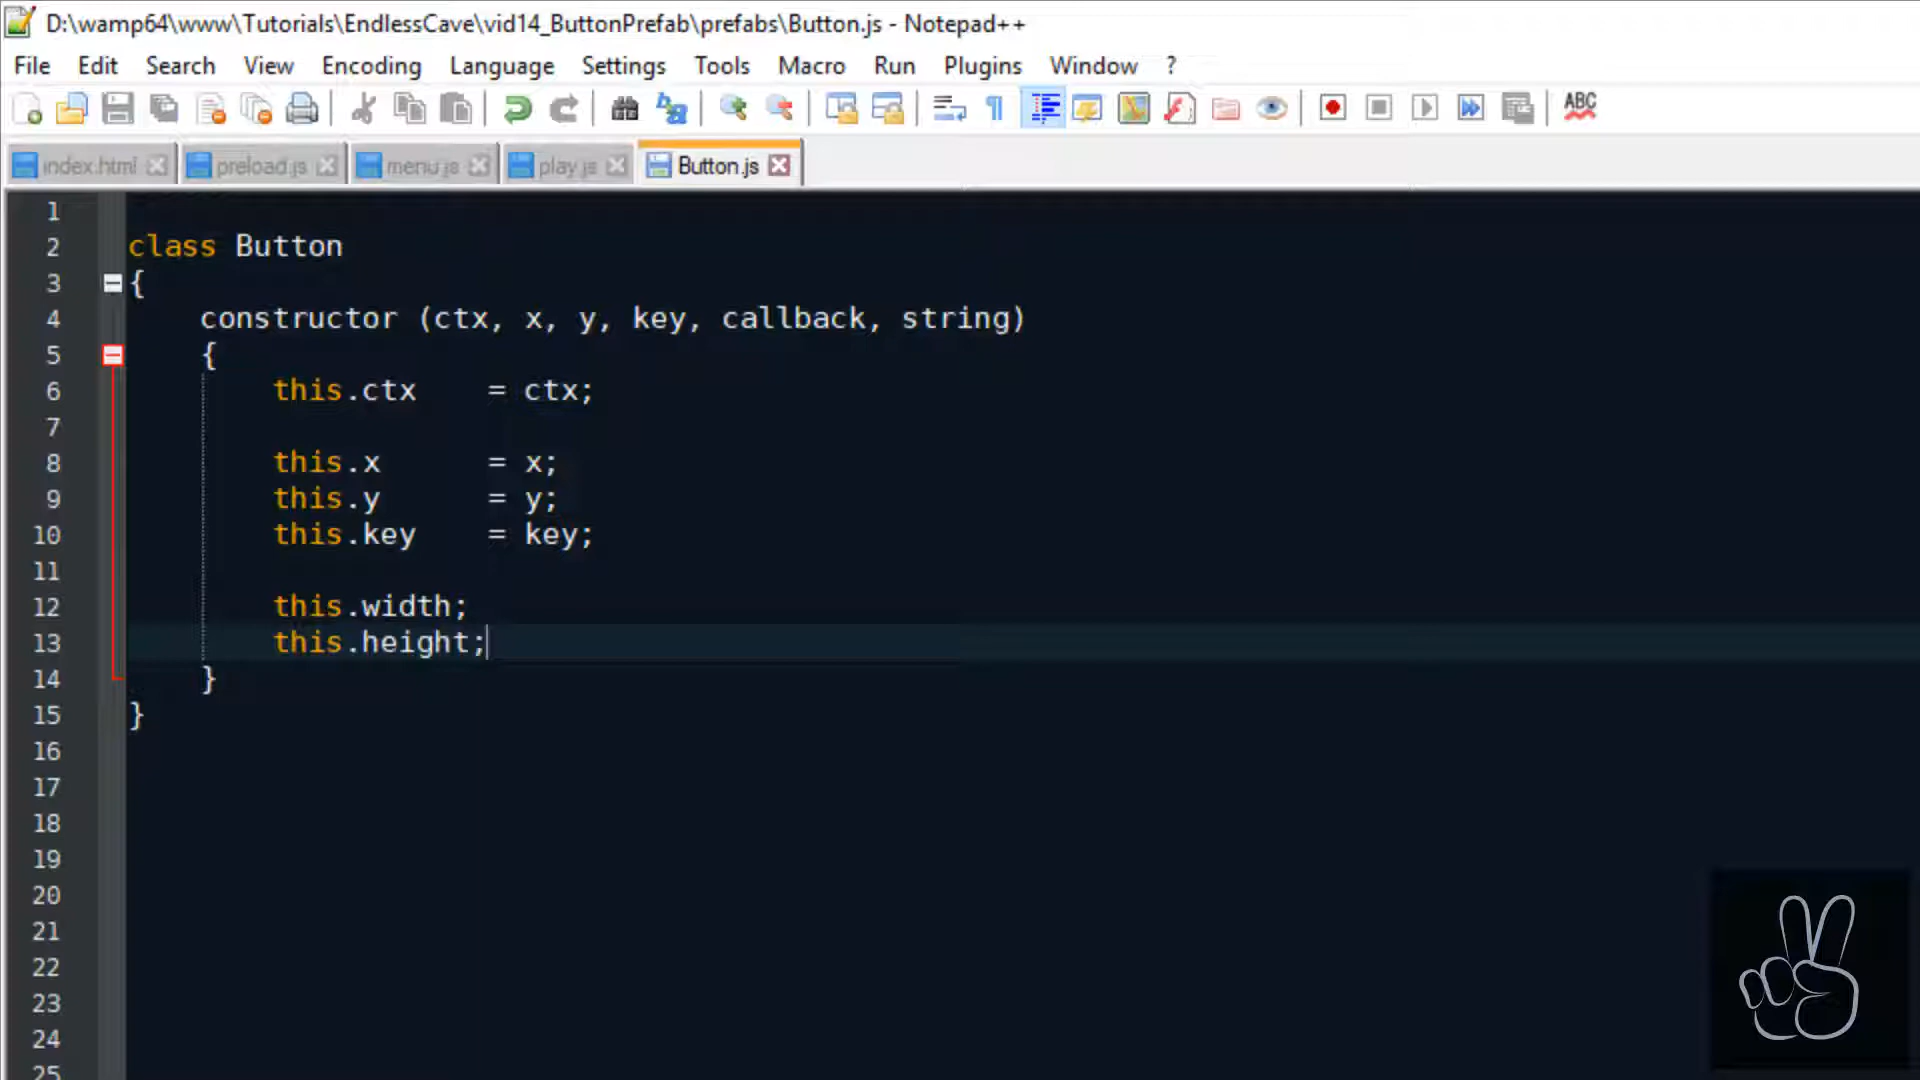 D:\wamp64\www\Tutorials\EndlessCave\vid14_ButtonPrefab\prefabs\Button.js - Notepad++
File Edit Search View Encoding Language Settings Tools Macro Run Plugins Window ?
ABC
index.html preload.js menu.js play.js Button.js
1
2 class Button
3 {
4 constructor (ctx, x, y, key, callback, string)
5 {
6 this.ctx = ctx;
7
8 this.x = x;
9 this.y = y;
10 this.key = key;
11
12 this.width;
13 this.height;
14 }
15 }
16
17
18
19
20
21
22
23
24
25